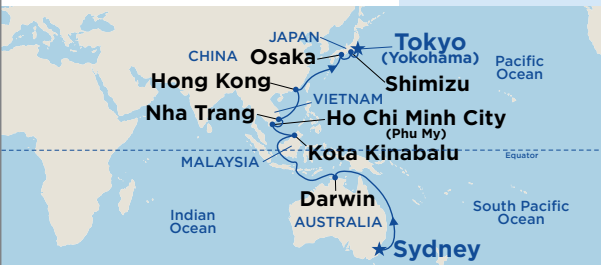 JAPAN
Tokyo
(Yokohama)
CHINA
Osaka
Pacific
Ocean
Hong Kong
Shimizu
VIETNAM
Nha Trang
Ho Chi Minh City
(Phu My)
Kota Kinabalu
Equator
MALAYSIA
Darwin
Indian
Ocean
AUSTRALIA
South Pacific
Ocean
Sydney